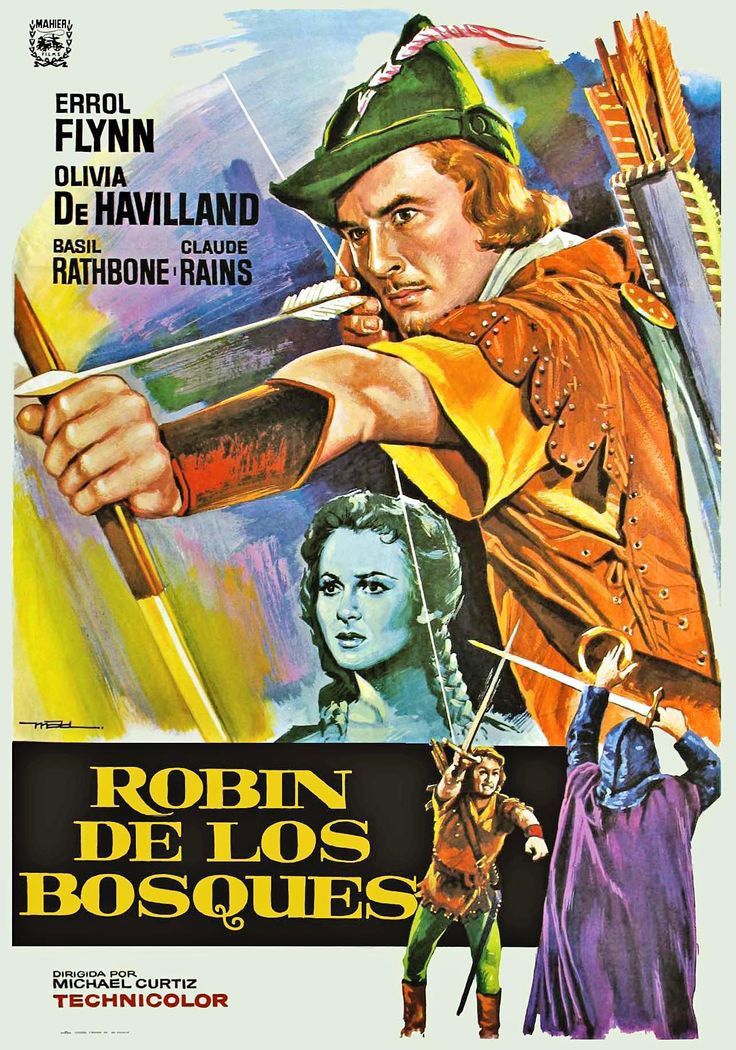 MAHIER
FILMS
ERROL
FLYNN
OLIVIA
DE HAVILLAND
BASIL CLAUDE
RATHBONE · RAINS
ROBIN
DE LOS
BOSQUES
DIRIGIDA POR
MICHAEL CURTIZ
TECHNICOLOR